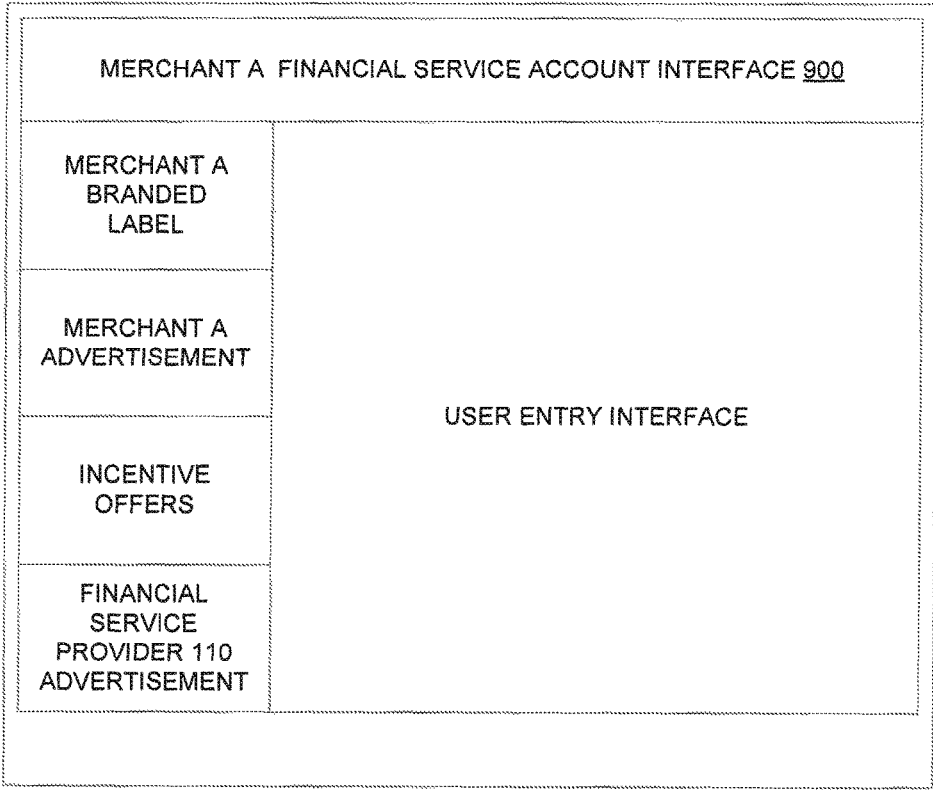 MERCHANT A FINANCIAL SERVICE ACCOUNT INTERFACE 900
MERCHANT A
BRANDED
LABEL
MERCHANT A
ADVERTISEMENT
INCENTIVE
OFFERS
FINANCIAL
SERVICE
PROVIDER 110
ADVERTISEMENT
USER ENTRY INTERFACE